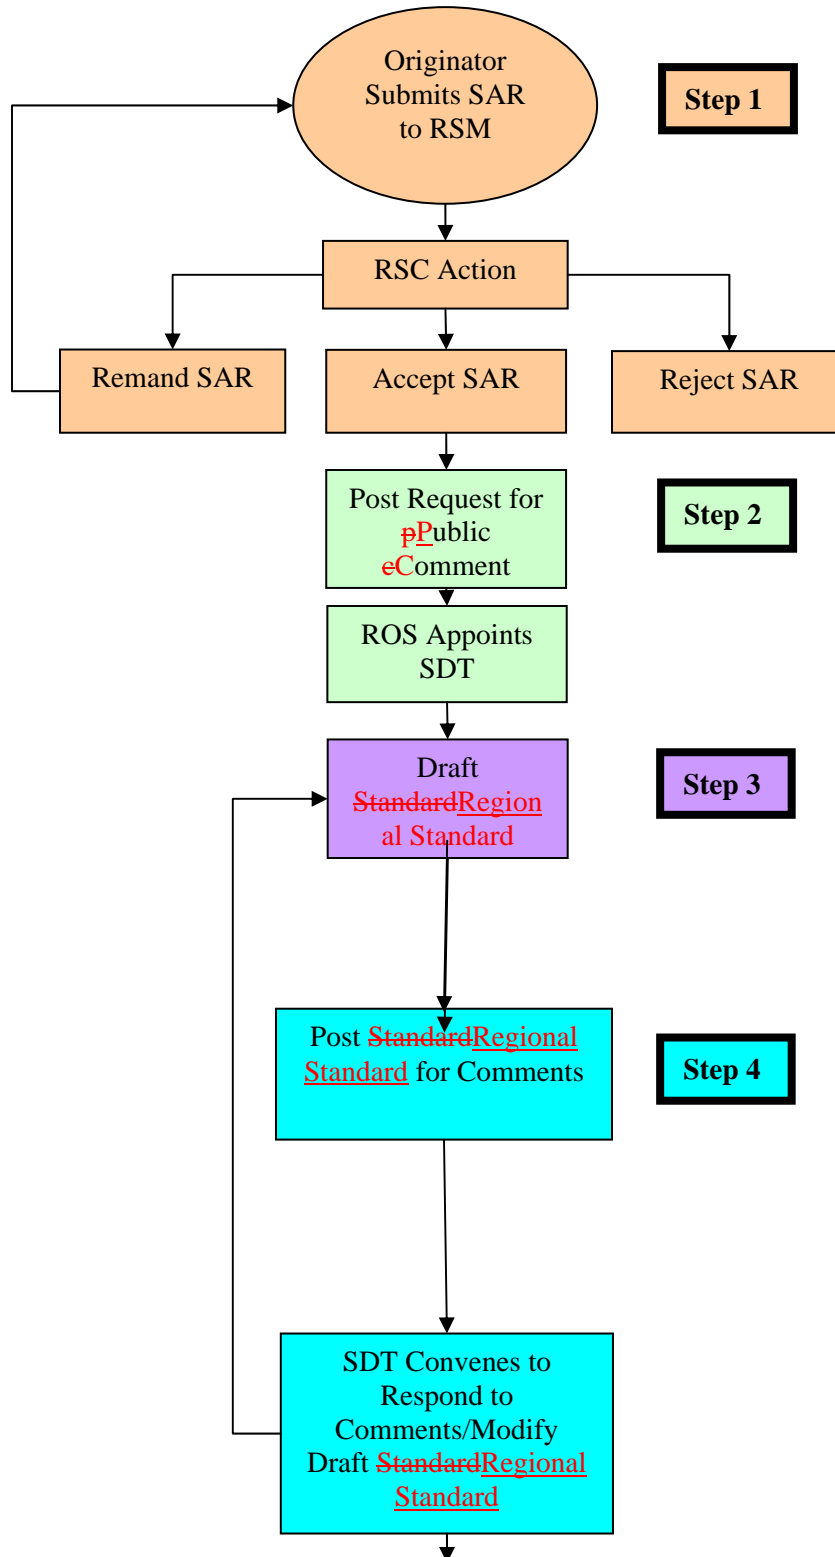 Originator
Submits SAR
to RSM
Step 1
RSC Action
Remand SAR
Accept SAR
Reject SAR
Post Request for
pPublic
cComment
Step 2
ROS Appoints
SDT
Draft
StandardRegion
al Standard
Step 3
Post StandardRegional
Standard for Comments
Step 4
SDT Convenes to
Respond to
Comments/Modify
Draft StandardRegional
Standard